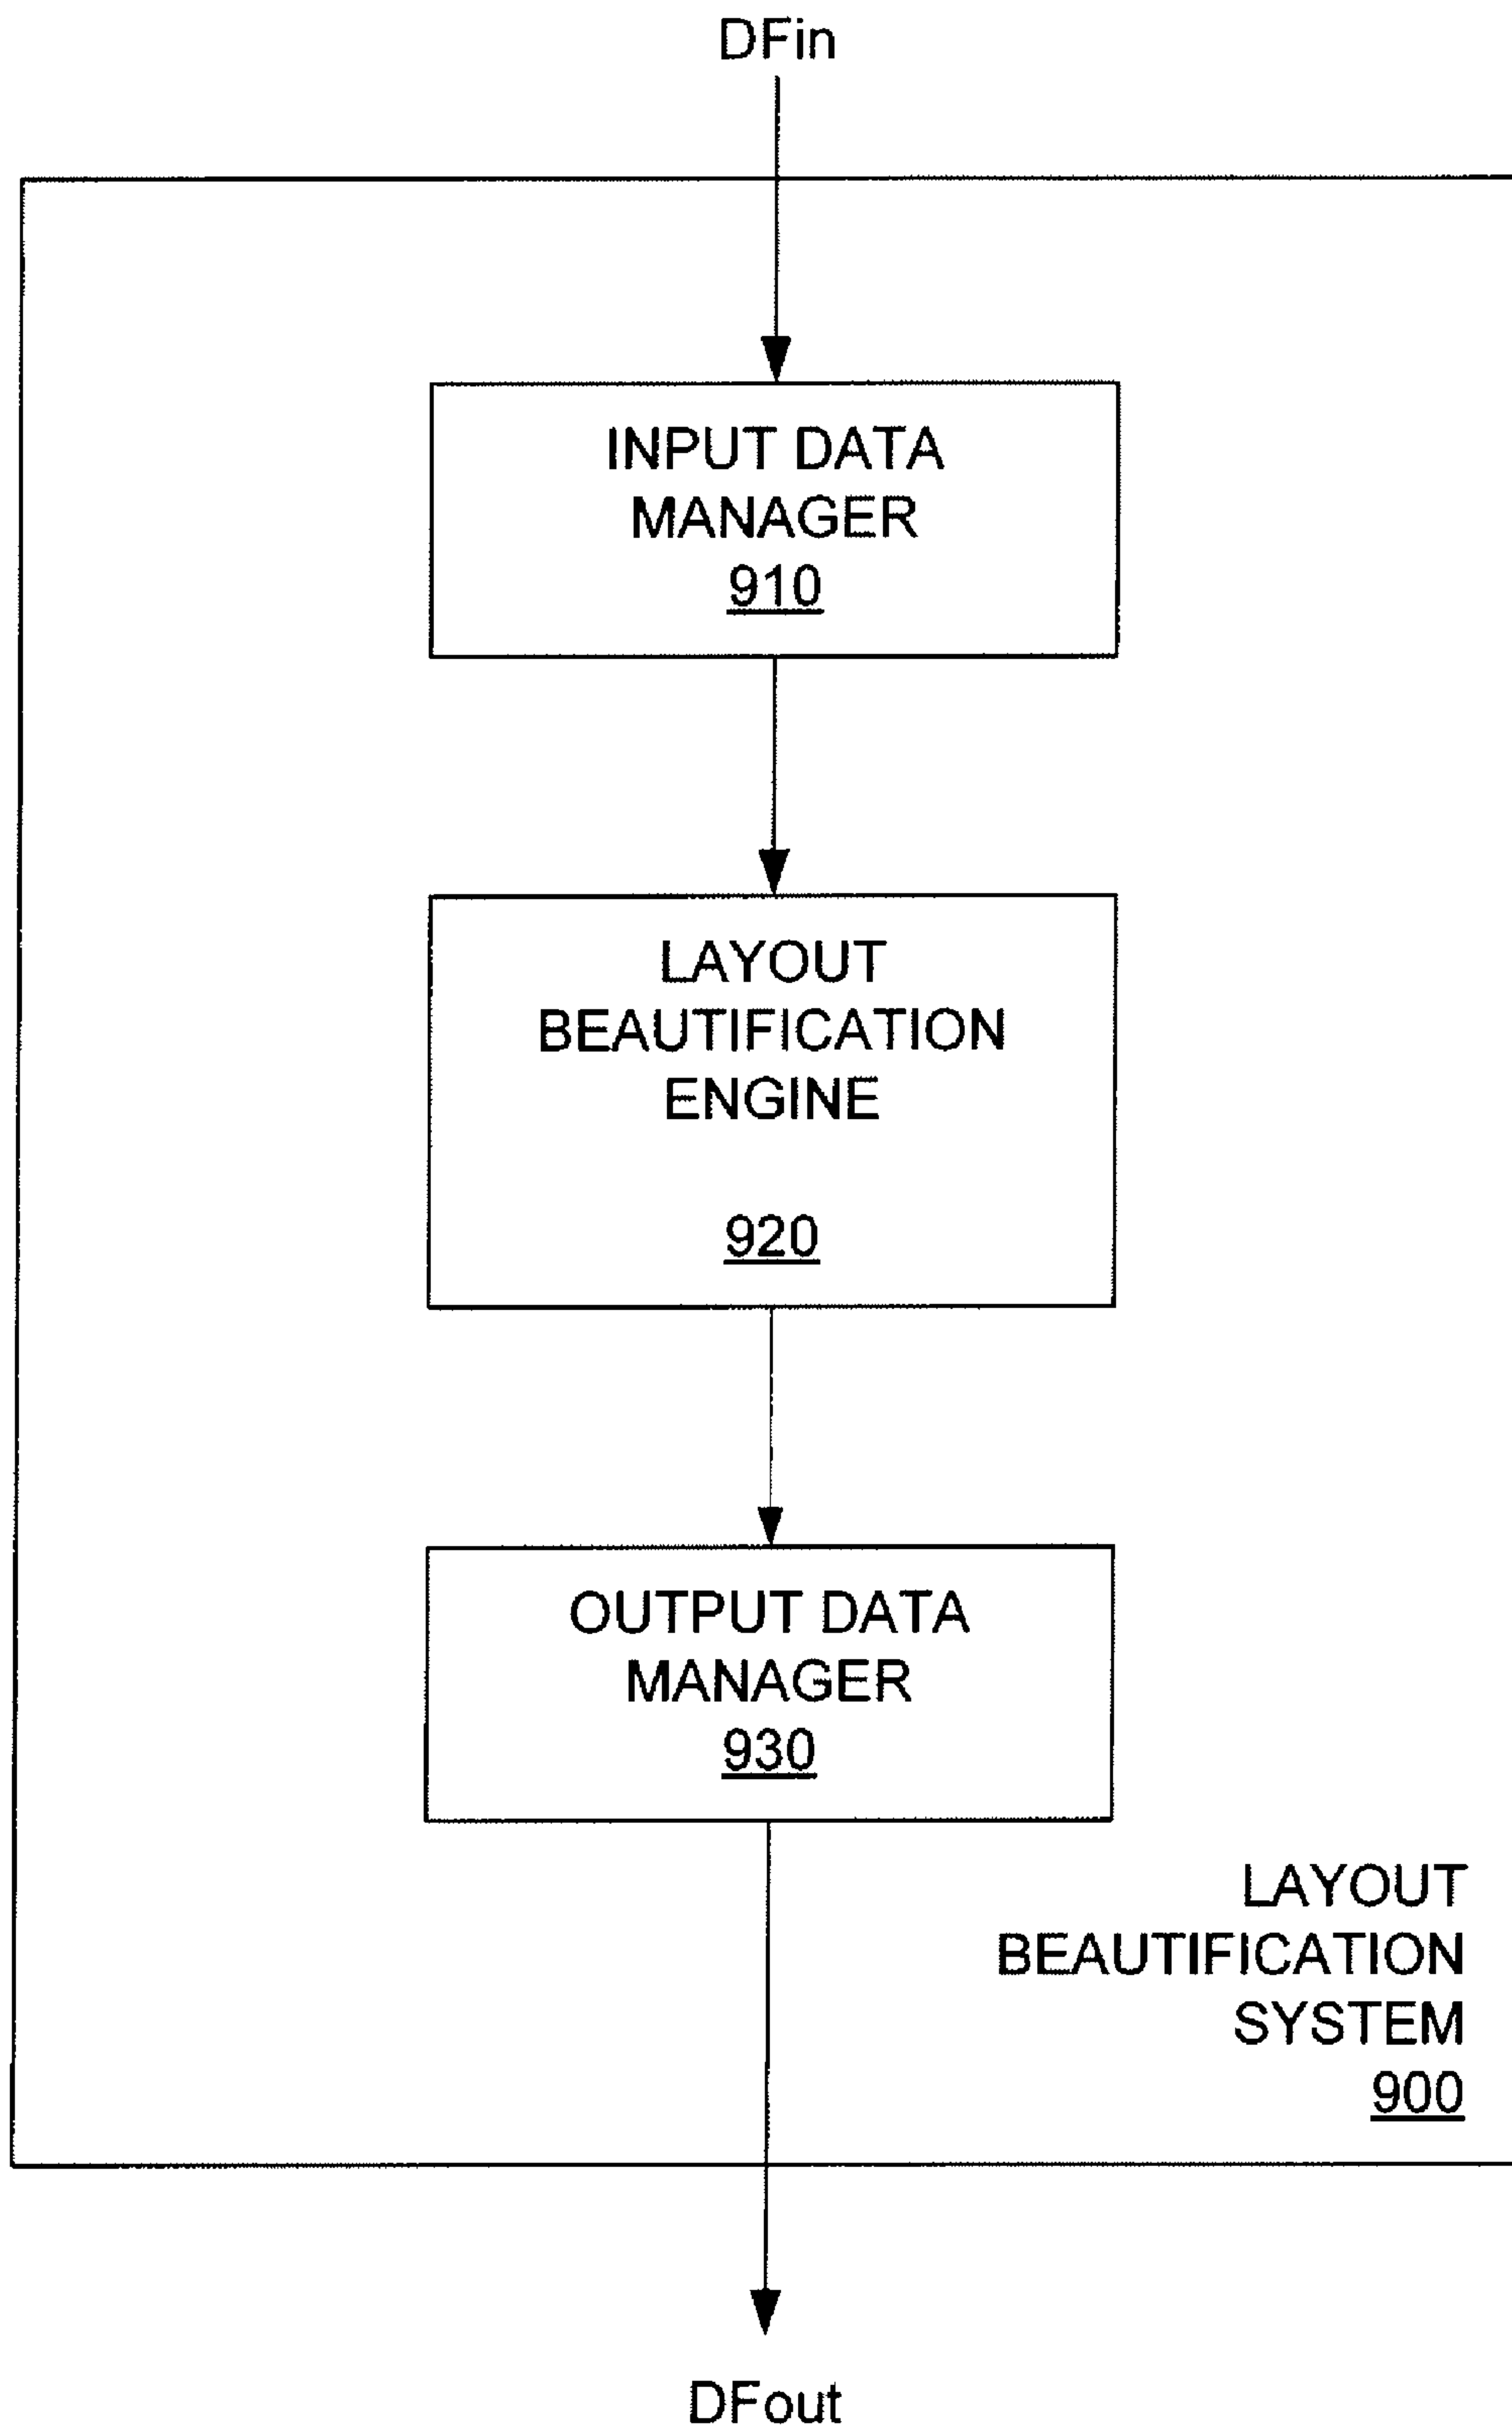 DFin
INPUT DATA
MANAGER
910
LAYOUT
BEAUTIFICATION
ENGINE
920
OUTPUT DATA
MANAGER
930
LAYOUT
BEAUTIFICATION
SYSTEM
900
DFout